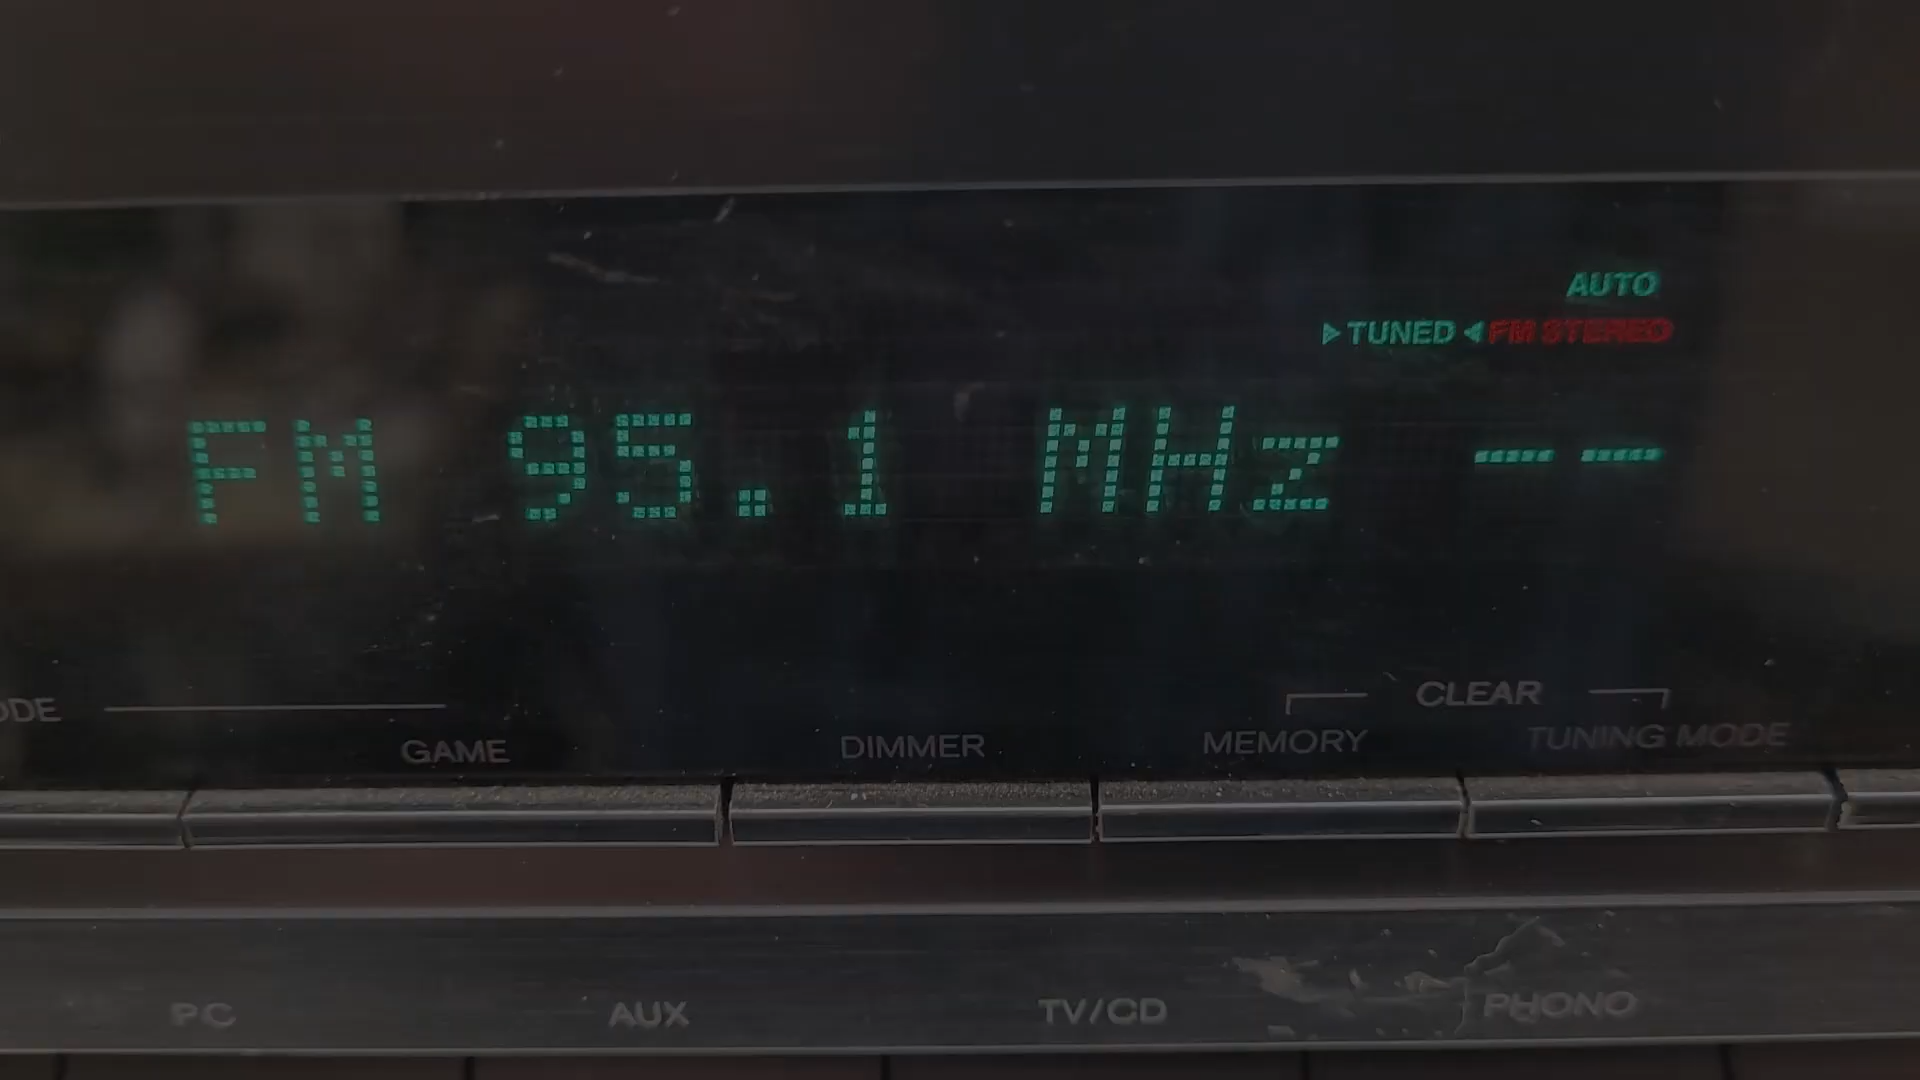 AUTO
▷TUNED◁ FM STEREO
FM 95.1 MHz --
CLEAR
GAME DIMMER MEMORY TUNING MODE
PC AUX TV/CD PHONO